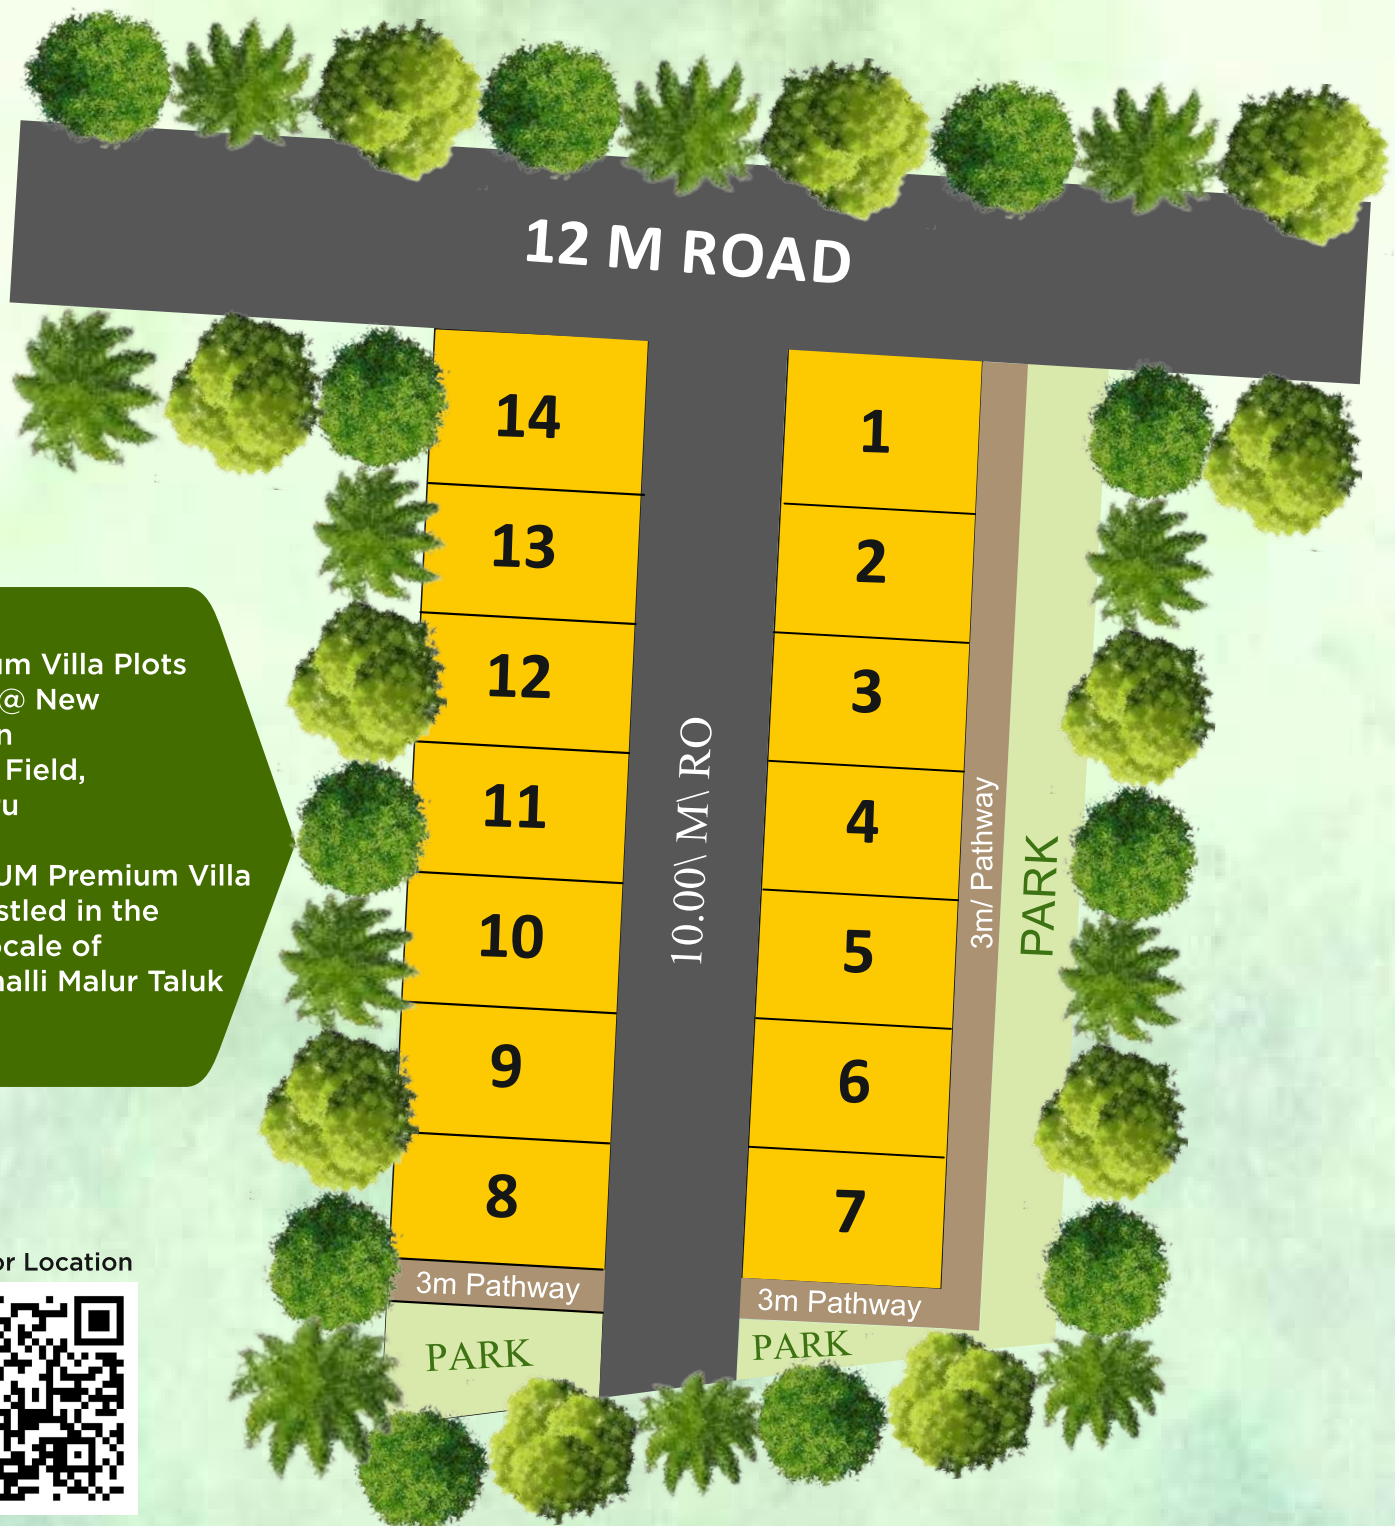 12 M ROAD
14
13
12
11
10
9
8
3m Pathway
PARK
10.00\ M\ RO
1
2
3
4
5
6
7
3m Pathway
PARK
3m/ Pathway
PARK
um Villa Plots
@ New
n
Field,
ru
UM Premium Villa
stled in the
ocale of
halli Malur Taluk
or Location